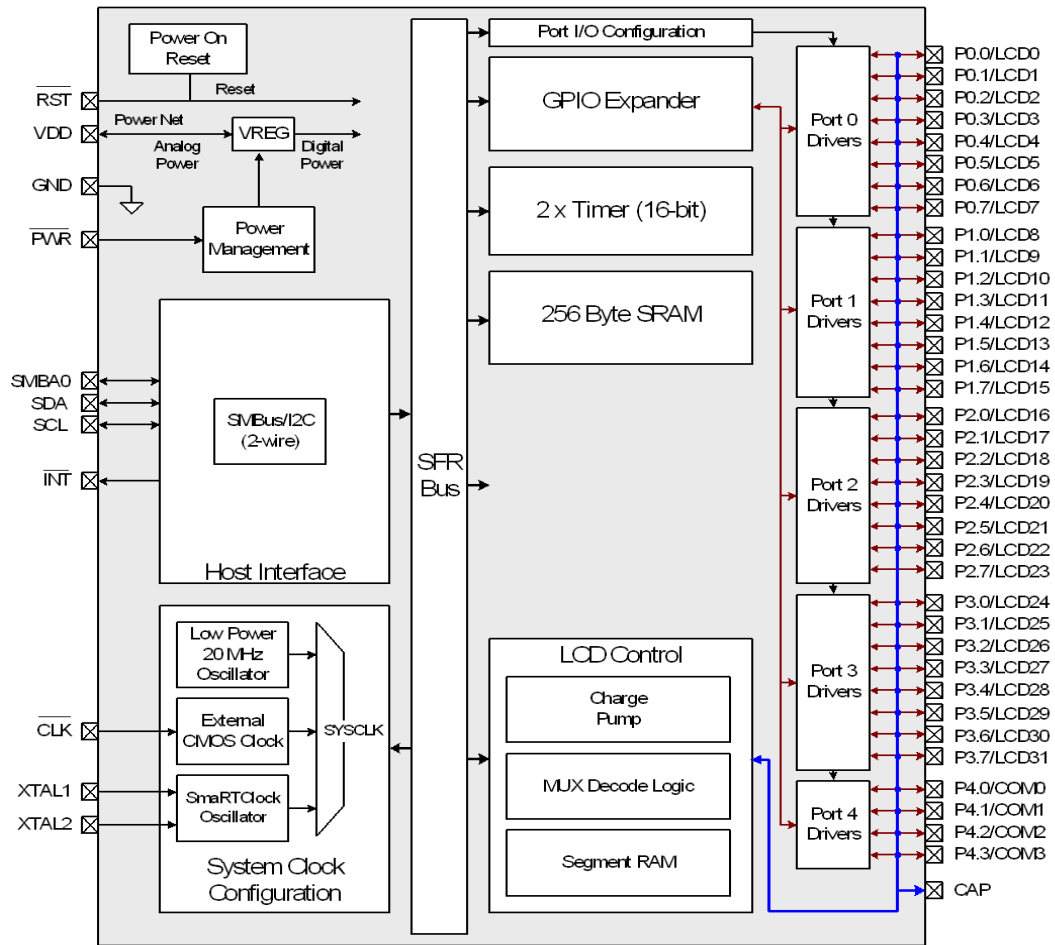 Power On
Reset
RST
Reset
VDD
Power Net
Analog
Power
VREG
Digital
Power
GND
PWR
Power
Management
SMBA0
SDA
SCL
INT
SMBus/I2C
(2-wire)
Host Interface
Low Power
20 MHz
Oscillator
CLK
External
CMOS Clock
SYSCLK
XTAL1
XTAL2
SmaRTClock
Oscillator
System Clock
Configuration
SFR
Bus
Port I/O Configuration
GPIO Expander
2 x Timer (16-bit)
256 Byte SRAM
LCD Control
Charge
Pump
MUX Decode Logic
Segment RAM
Port 0
Drivers
Port 1
Drivers
Port 2
Drivers
Port 3
Drivers
Port 4
Drivers
P0.0/LCD0
P0.1/LCD1
P0.2/LCD2
P0.3/LCD3
P0.4/LCD4
P0.5/LCD5
P0.6/LCD6
P0.7/LCD7
P1.0/LCD8
P1.1/LCD9
P1.2/LCD10
P1.3/LCD11
P1.4/LCD12
P1.5/LCD13
P1.6/LCD14
P1.7/LCD15
P2.0/LCD16
P2.1/LCD17
P2.2/LCD18
P2.3/LCD19
P2.4/LCD20
P2.5/LCD21
P2.6/LCD22
P2.7/LCD23
P3.0/LCD24
P3.1/LCD25
P3.2/LCD26
P3.3/LCD27
P3.4/LCD28
P3.5/LCD29
P3.6/LCD30
P3.7/LCD31
P4.0/COM0
P4.1/COM1
P4.2/COM2
P4.3/COM3
CAP